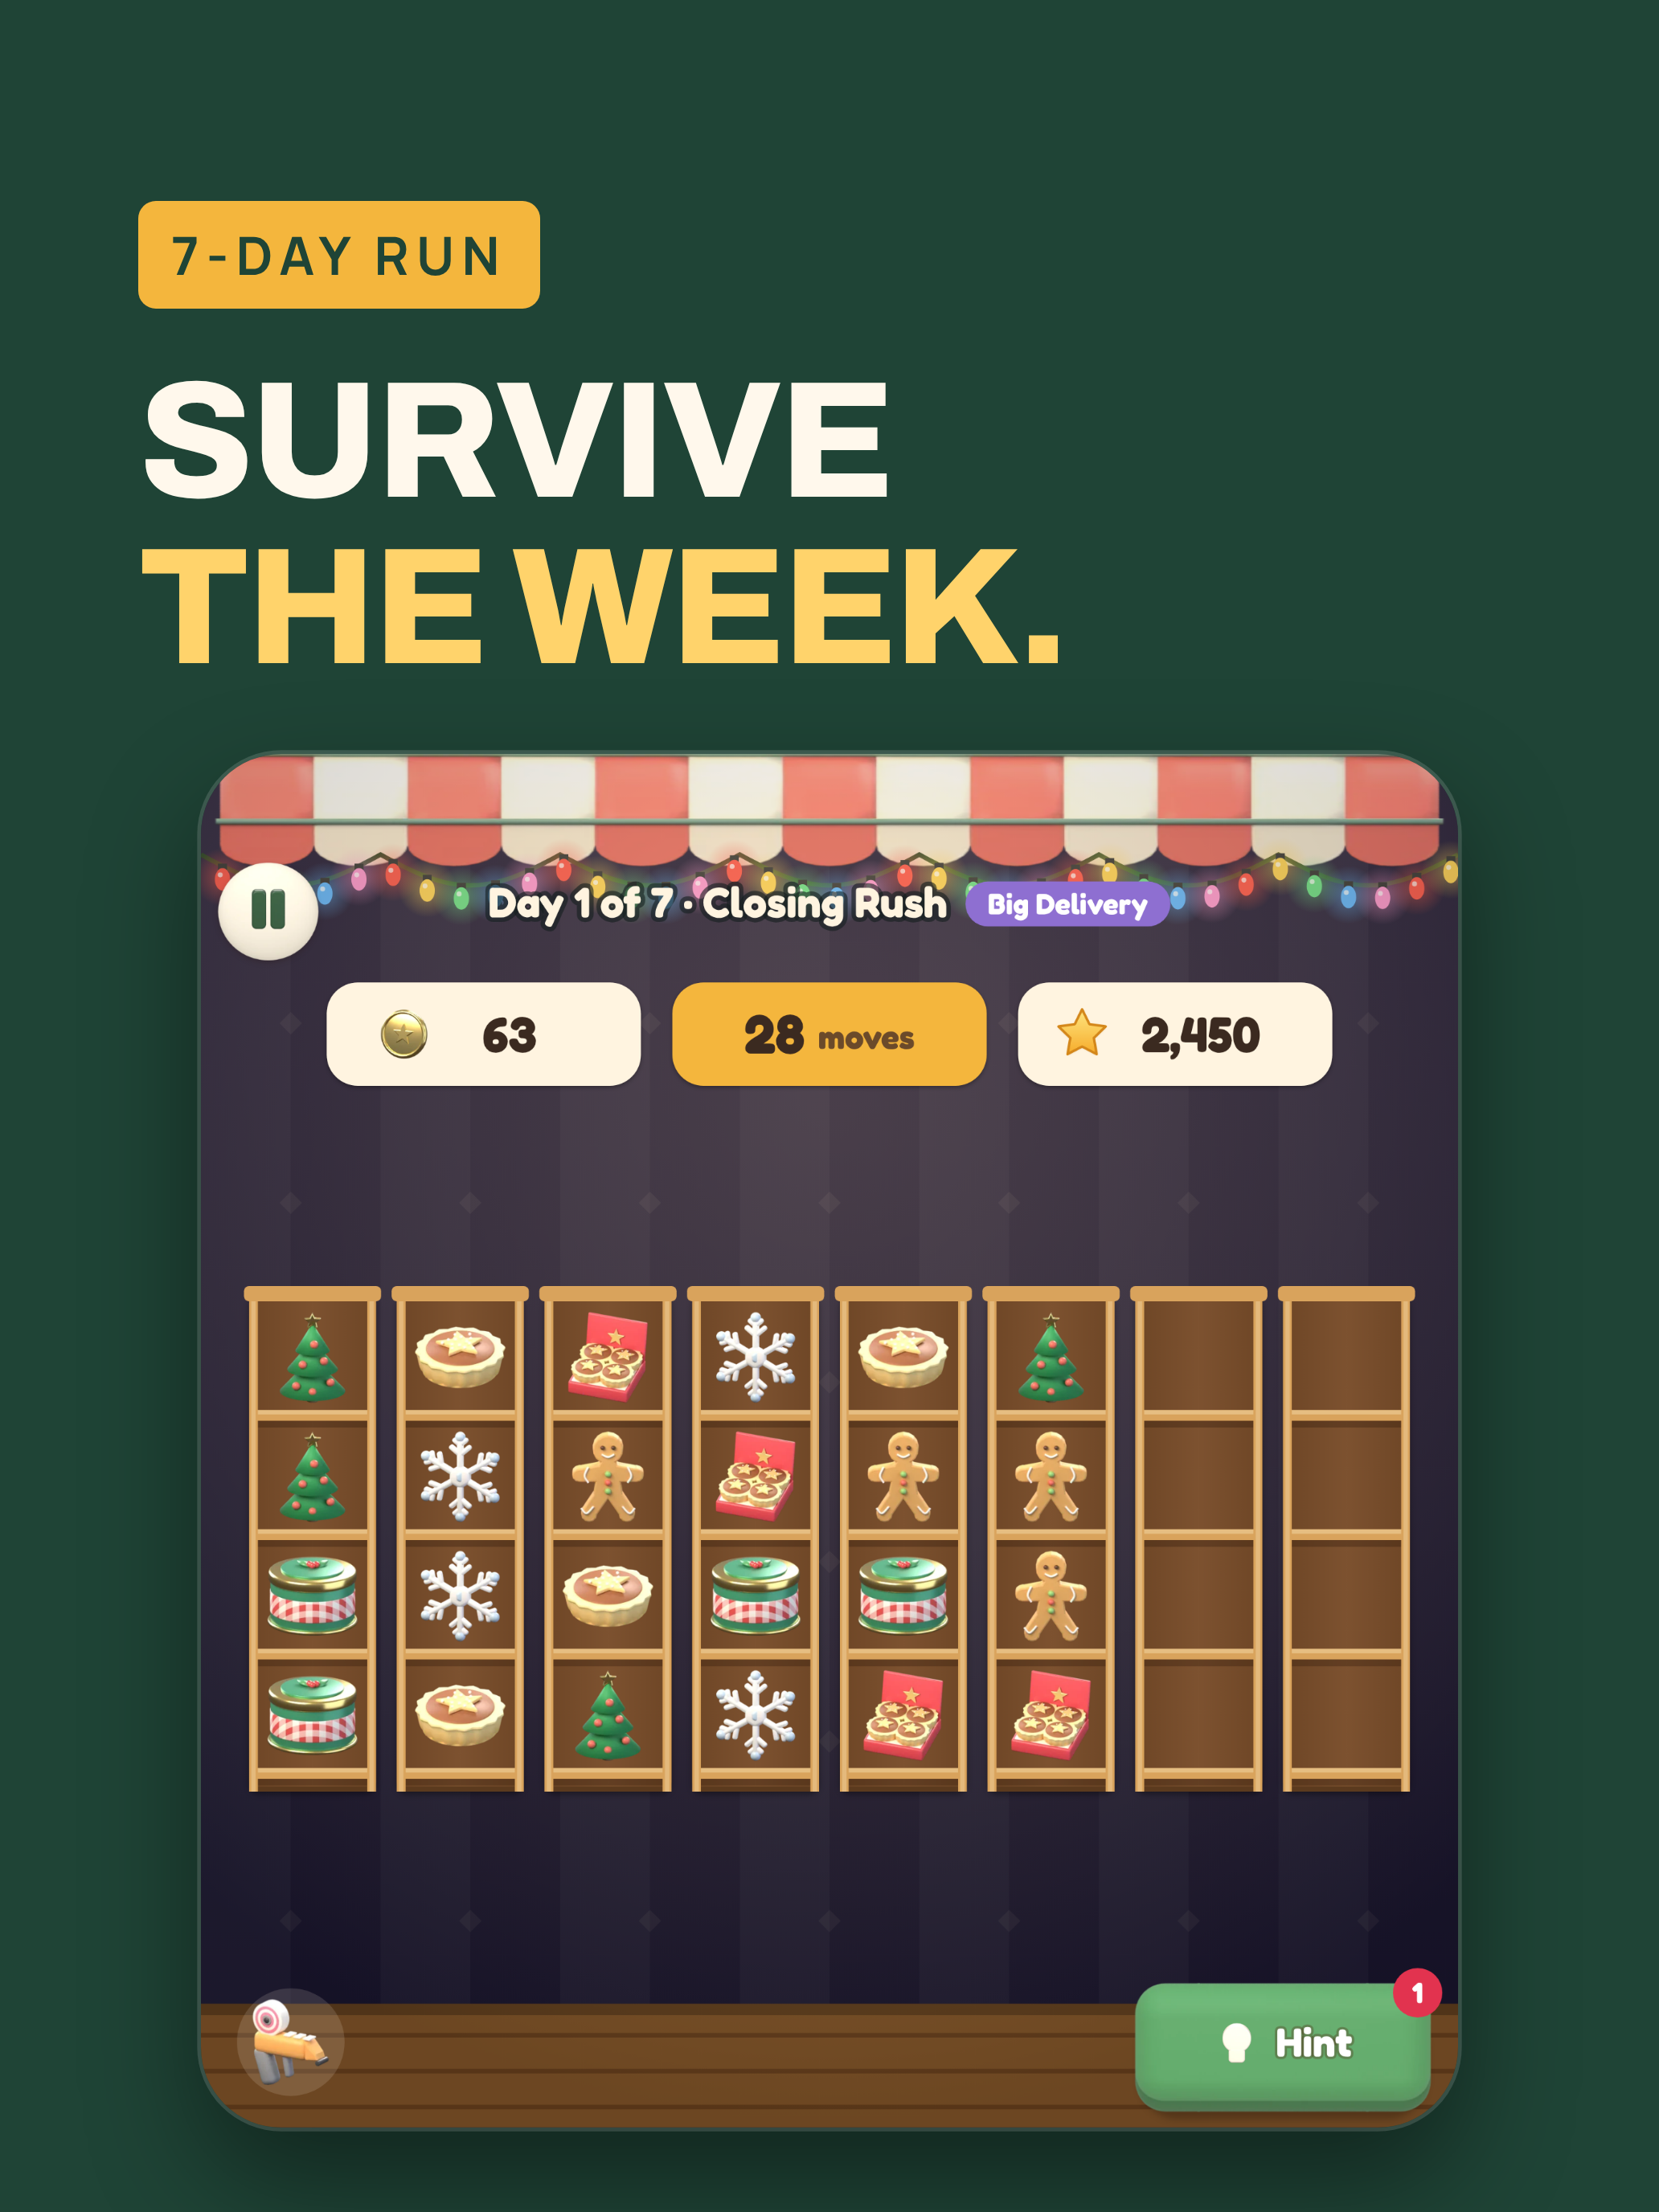 7-DAY RUN
SURVIVE
THE WEEK.
Day 1 of 7 · Closing Rush
Big Delivery
63
28 moves
2,450
1
Hint